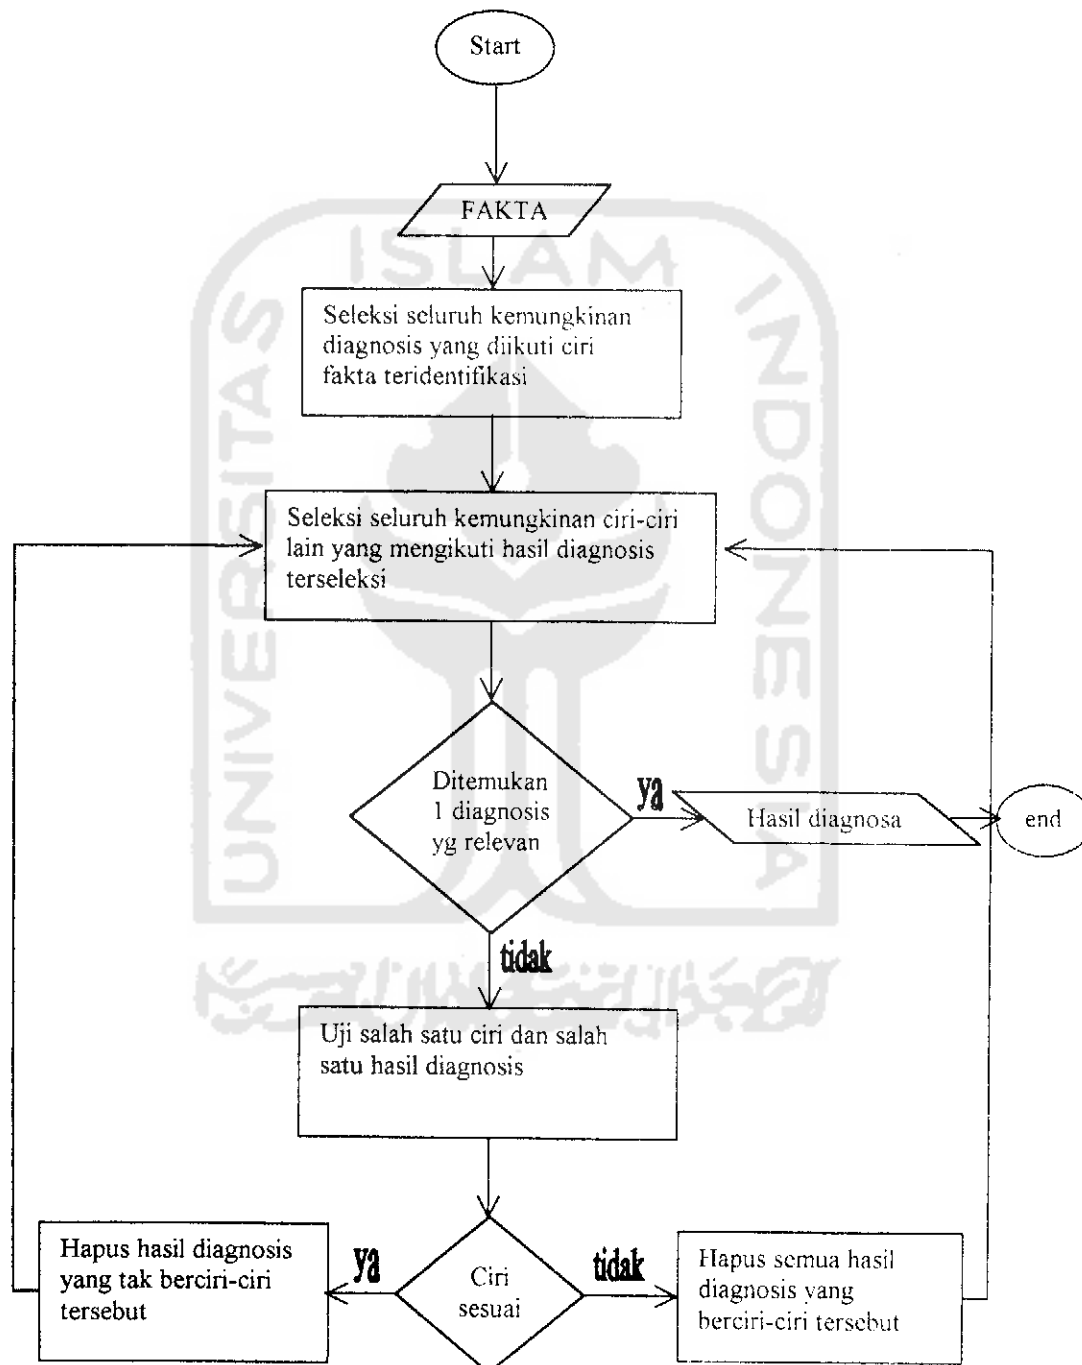 Start
FAKTA
Seleksi seluruh kemungkinan
diagnosis yang diikuti ciri
fakta teridentifikasi
Seleksi seluruh kemungkinan ciri-ciri
lain yang mengikuti hasil diagnosis
terseleksi
Ditemukan
1 diagnosis
yg relevan
ya
Hasil diagnosa
end
tidak
Uji salah satu ciri dan salah
satu hasil diagnosis
Ciri
sesuai
ya
Hapus hasil diagnosis
yang tak berciri-ciri
tersebut
tidak
Hapus semua hasil
diagnosis yang
berciri-ciri tersebut
UNIVERSITAS
ISLAM
INDONESIA